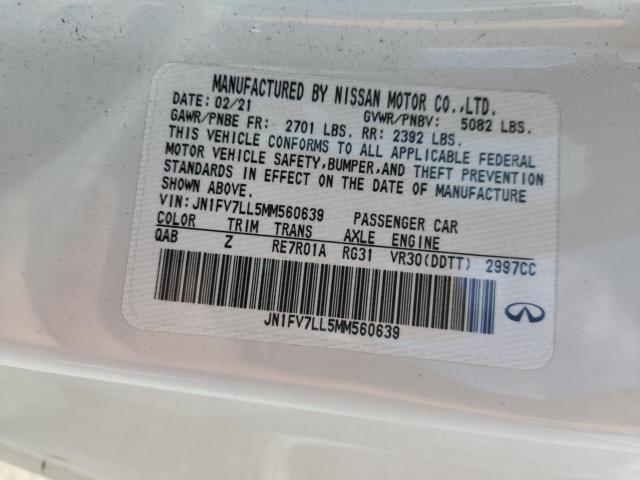 MANUFACTURED BY NISSAN MOTOR CO.,LTD.
DATE: 02/21 GVWR/PNBV: 5082 LBS.
GAWR/PNBE FR: 2701 LBS. RR: 2392 LBS.
THIS VEHICLE CONFORMS TO ALL APPLICABLE FEDERAL
MOTOR VEHICLE SAFETY,BUMPER,AND THEFT PREVENTION
STANDARDS IN EFFECT ON THE DATE OF MANUFACTURE
SHOWN ABOVE.
VIN: JN1FV7LL5MM560639 PASSENGER CAR
COLOR TRIM TRANS AXLE ENGINE
QAB Z RE7R01A RG31 VR30(DDTT) 2997CC
JN1FV7LL5MM560639